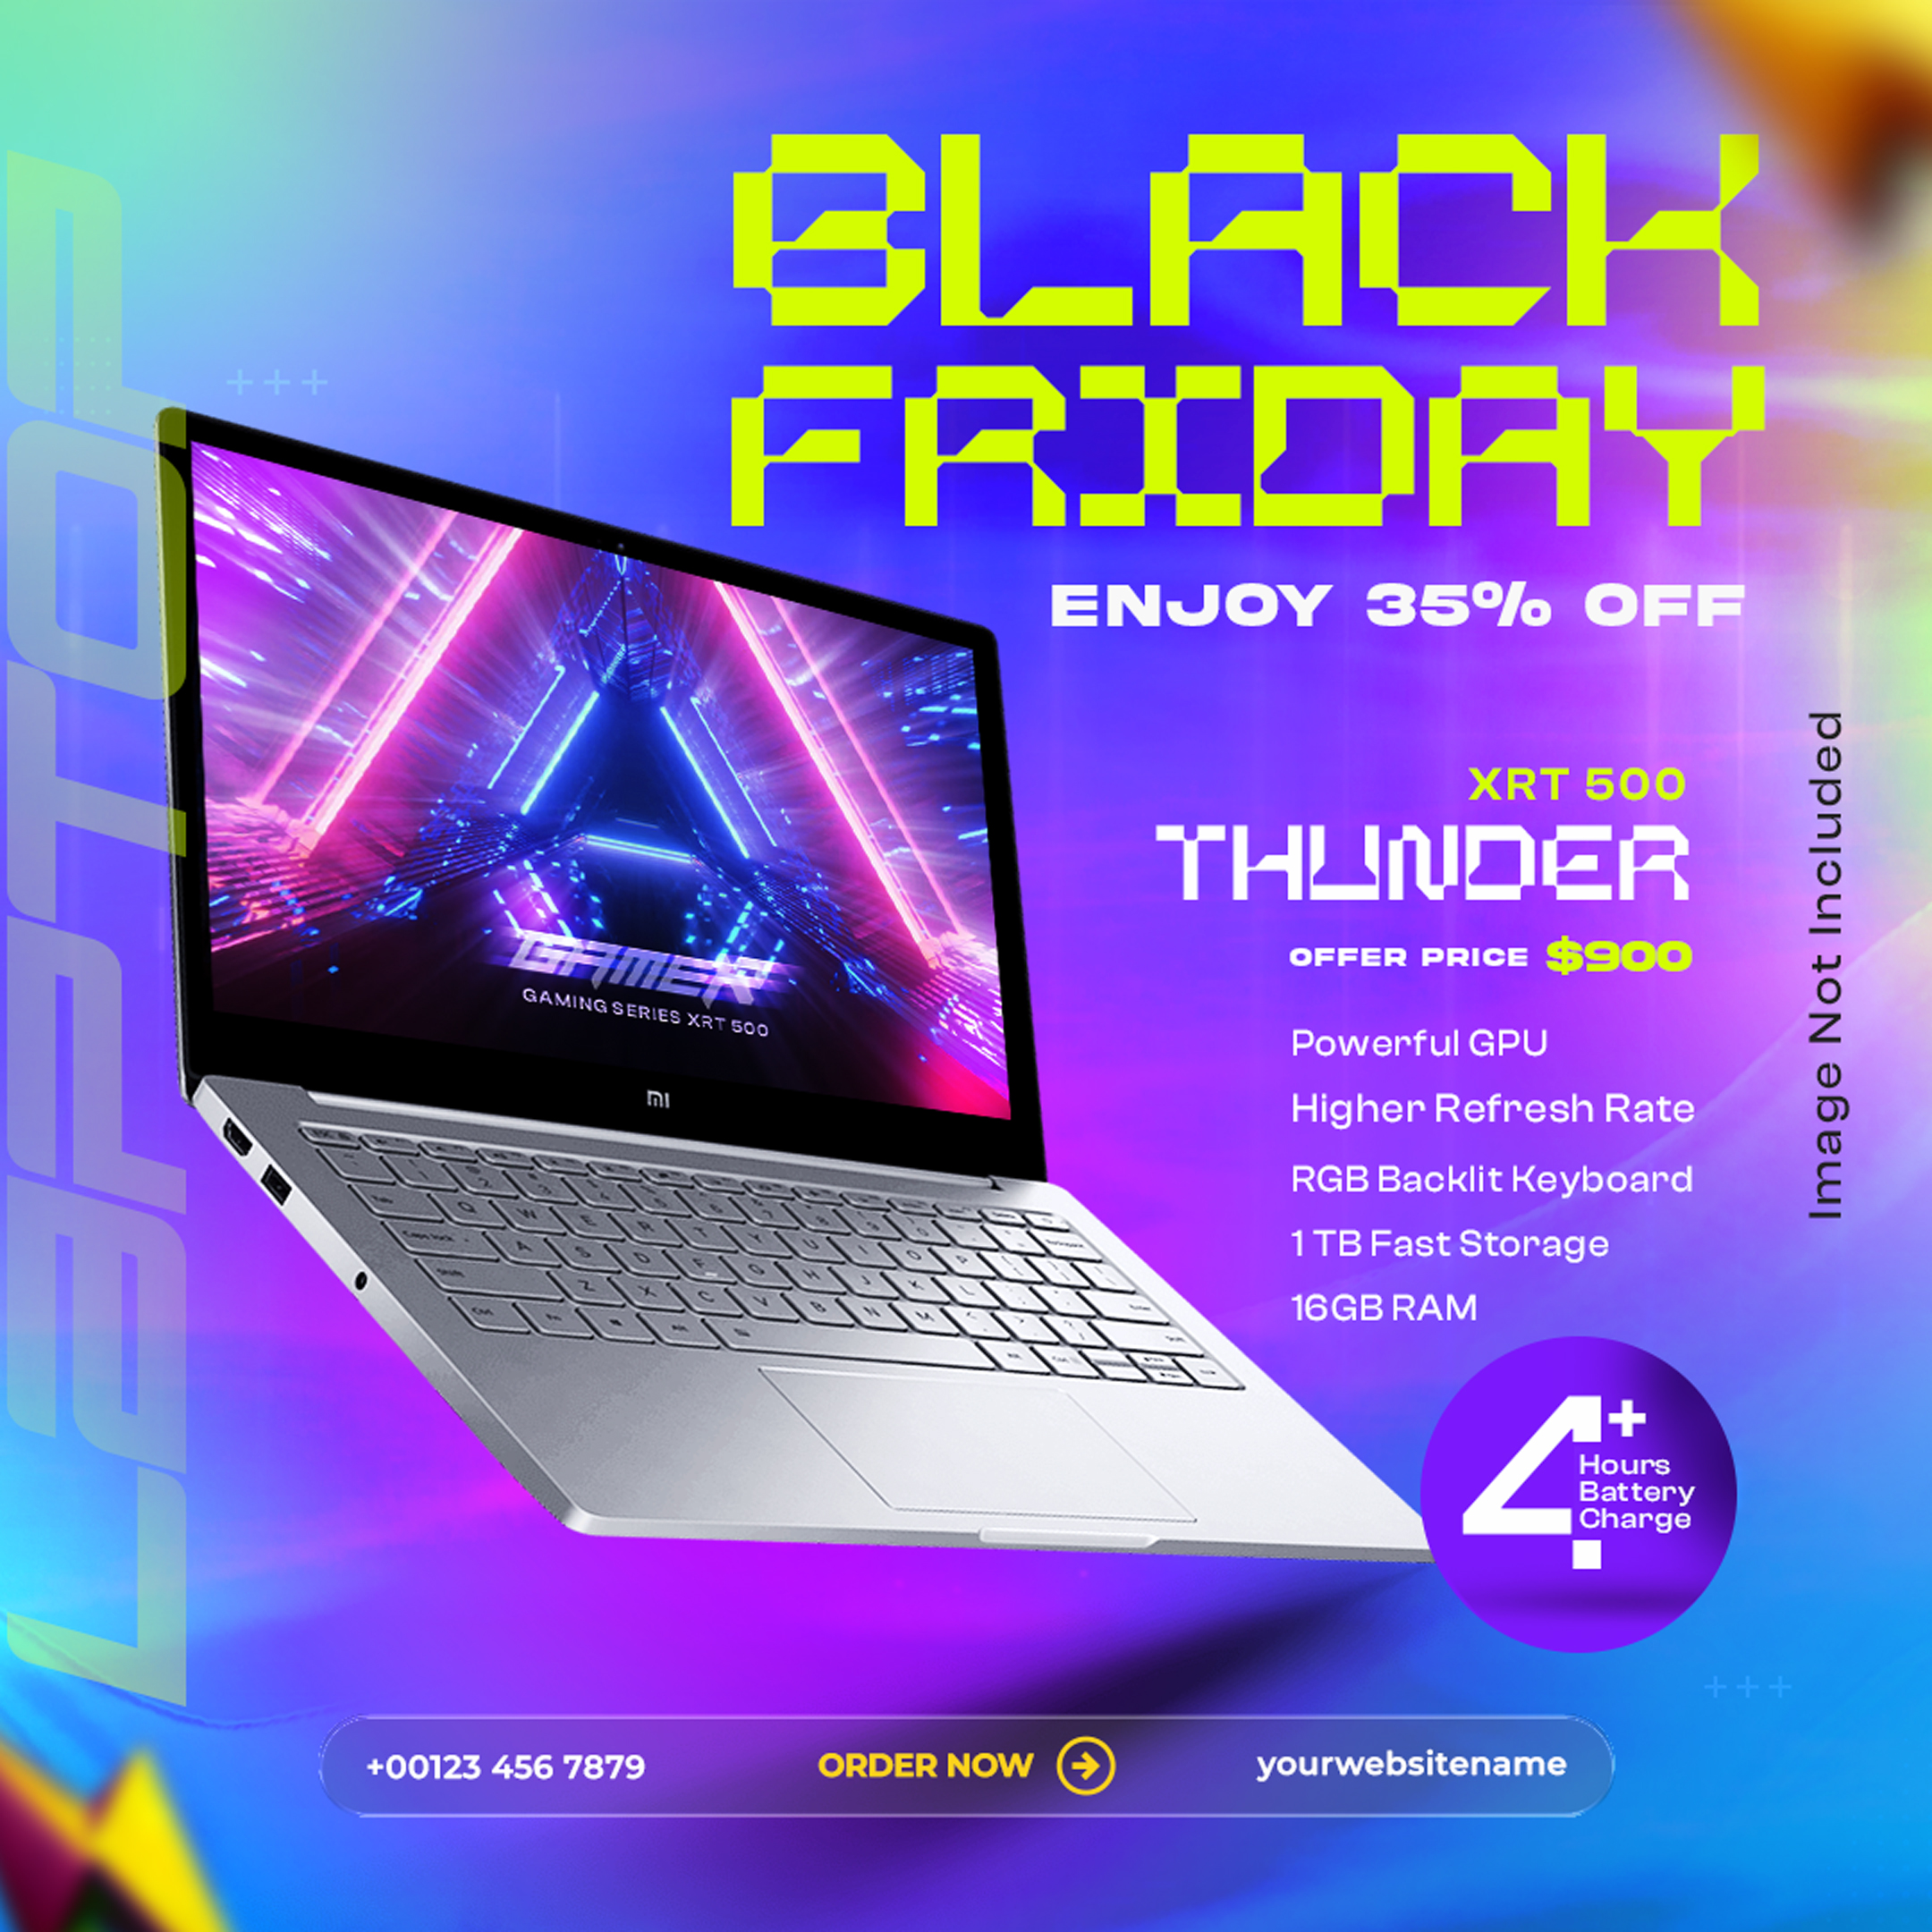 BLACK
FRIDAY
ENJOY 35% OFF
LAPTOP
XRT 500
THUNDER
OFFER PRICE $900
Powerful GPU
Higher Refresh Rate
RGB Backlit Keyboard
1 TB Fast Storage
16GB RAM
Image Not Included
GAMER
GAMING SERIES XRT 500
mi
4+
Hours
Battery
Charge
+00123 456 7879
ORDER NOW
yourwebsitename